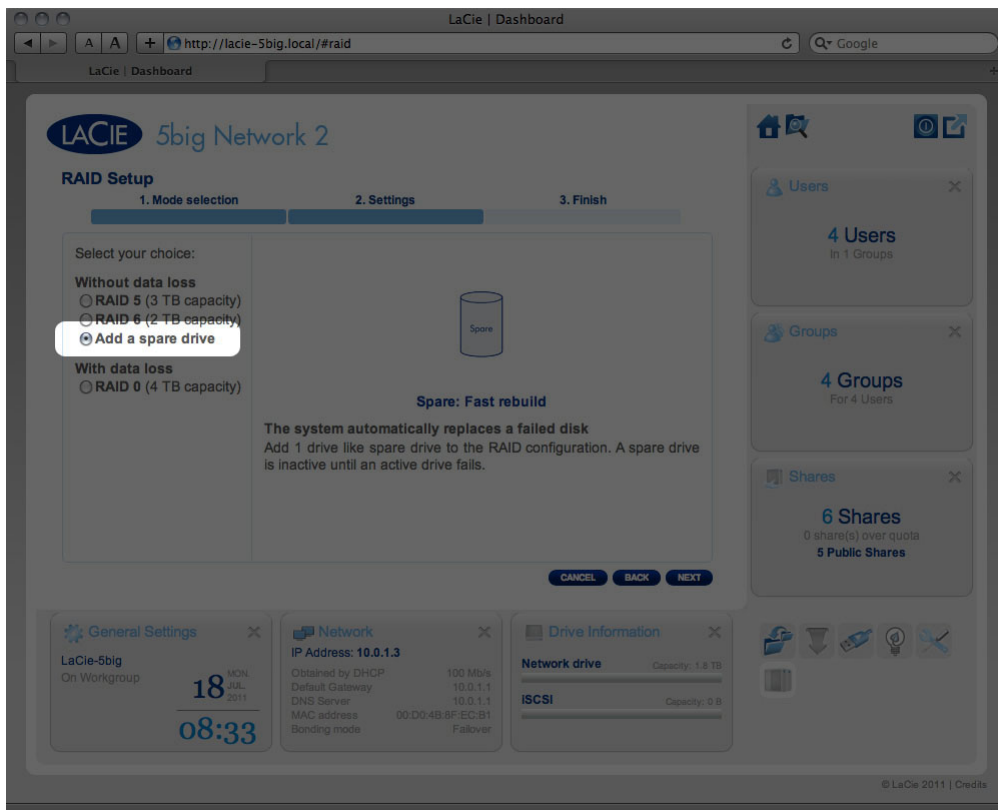 LaCie | Dashboard
A A + http://lacie-5big.local/#raid Google
LaCie | Dashboard
LACIE 5big Network 2
RAID Setup
1. Mode selection 2. Settings 3. Finish
Select your choice:
Without data loss
RAID 5 (3 TB capacity)
RAID 6 (2 TB capacity)
Add a spare drive
With data loss
RAID 0 (4 TB capacity)
Spare
Spare: Fast rebuild
The system automatically replaces a failed disk
Add 1 drive like spare drive to the RAID configuration. A spare drive
is inactive until an active drive fails.
CANCEL BACK NEXT
Users
4 Users
In 1 Groups
Groups
4 Groups
For 4 Users
Shares
6 Shares
0 share(s) over quota
5 Public Shares
General Settings
LaCie-5big
On Workgroup
18 MON. JUL. 2011
08:33
Network
IP Address: 10.0.1.3
Obtained by DHCP 100 Mb/s
Default Gateway 10.0.1.1
DNS Server 10.0.1.1
MAC address 00:D0:4B:8F:EC:B1
Bonding mode Failover
Drive Information
Network drive Capacity: 1.8 TB
iSCSI Capacity: 0 B
© LaCie 2011 | Credits